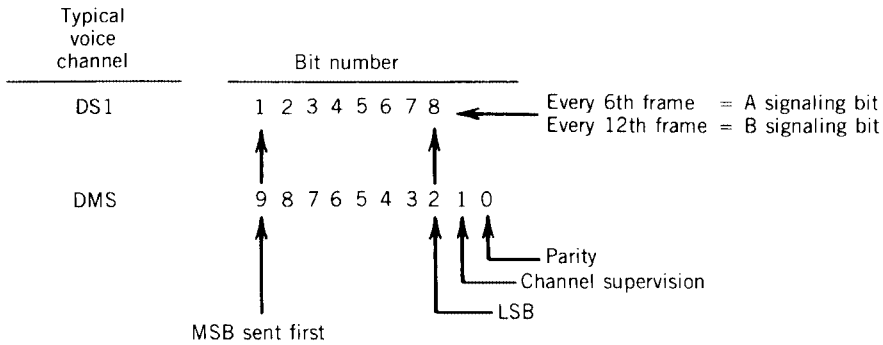 Typical
voice
channel
Bit number
DS1 1 2 3 4 5 6 7 8 Every 6th frame = A signaling bit
Every 12th frame = B signaling bit
DMS 9 8 7 6 5 4 3 2 1 0
Parity
Channel supervision
LSB
MSB sent first